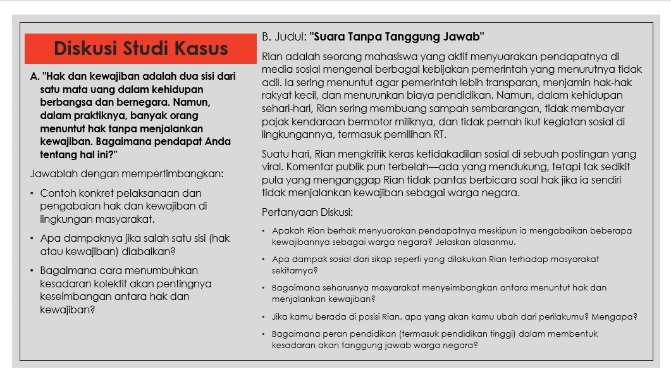 Diskusi Studi Kasus
A. "Hak dan kewajiban adalah dua sisi dari
satu mata uang dalam kehidupan
berbangsa dan bernegara. Namun,
dalam praktiknya, banyak orang
menuntut hak tanpa menjalankan
kewajiban. Bagaimana pendapat Anda
tentang hal ini?"
Jawablah dengan mempertimbangkan:
• Contoh konkret pelaksanaan dan
pengabaian hak dan kewajiban di
lingkungan masyarakat.
• Apa dampaknya jika salah satu sisi (hak
atau kewajiban) diabaikan?
• Bagaimana cara menumbuhkan
kesadaran kolektif akan pentingnya
keseimbangan antara hak dan
kewajiban?
B. Judul: "Suara Tanpa Tanggung Jawab"
Rian adalah seorang mahasiswa yang aktif menyuarakan pendapatnya di
media sosial mengenai berbagai kebijakan pemerintah yang menurutnya tidak
adil. Ia sering menuntut agar pemerintah lebih transparan, menjamin hak-hak
rakyat kecil, dan menurunkan biaya pendidikan. Namun, dalam kehidupan
sehari-hari, Rian sering membuang sampah sembarangan, tidak membayar
pajak kendaraan bermotor miliknya, dan tidak pernah ikut kegiatan sosial di
lingkungannya, termasuk pemilihan RT.
Suatu hari, Rian mengkritik keras ketidakadilan sosial di sebuah postingan yang
viral. Komentar publik pun terbelah—ada yang mendukung, tetapi tak sedikit
pula yang menganggap Rian tidak pantas berbicara soal hak jika ia sendiri
tidak menjalankan kewajiban sebagai warga negara.
Pertanyaan Diskusi:
• Apakah Rian berhak menyuarakan pendapatnya meskipun ia mengabaikan beberapa
kewajibannya sebagai warga negara? Jelaskan alasanmu.
• Apa dampak sosial dari sikap seperti yang dilakukan Rian terhadap masyarakat
sekitarnya?
• Bagaimana seharusnya masyarakat menyeimbangkan antara menuntut hak dan
menjalankan kewajiban?
• Jika kamu berada di posisi Rian, apa yang akan kamu ubah dari perilakumu? Mengapa?
• Bagaimana peran pendidikan (termasuk pendidikan tinggi) dalam membentuk
kesadaran akan tanggung jawab warga negara?